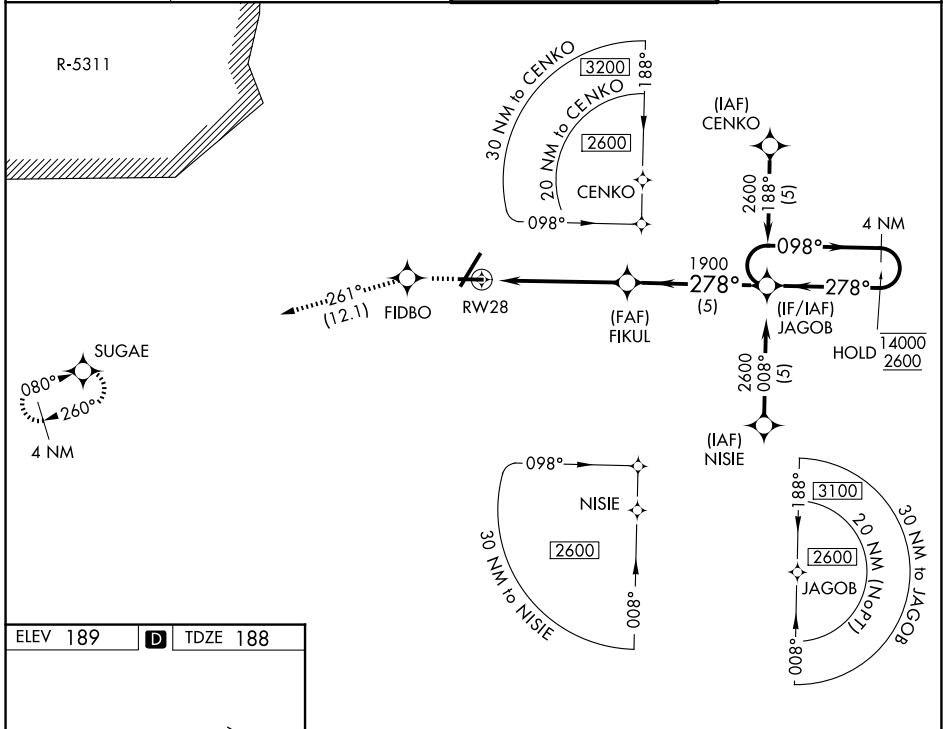 R-5311
30 NM to CENKO
3200
188°
20 NM to CENKO
2600
CENKO
098°
(IAF)
CENKO
2600
188°
(5)
4 NM
098°
278°
(IF/IAF)
JAGOB
HOLD
14000
2600
1900
278°
(5)
(FAF)
FIKUL
RW28
FIDBO
261°
(12.1)
SUGAE
080°
260°
4 NM
2600
008°
(5)
(IAF)
NISIE
098°
NISIE
2600
30 NM to NISIE
008°
188°
3100
30 NM to JAGOB
20 NM (NoPT)
2600
JAGOB
008°
ELEV 189 D TDZE 188